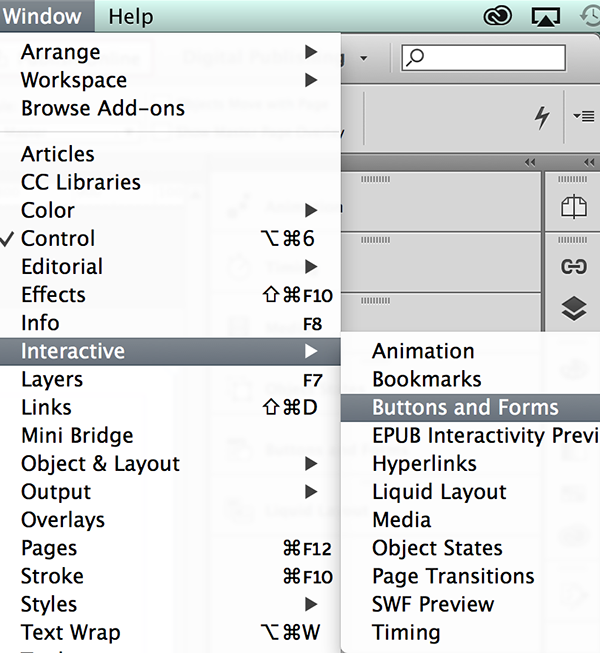 Window Help
Arrange
Workspace
Browse Add-ons
Articles
CC Libraries
Color
✓ Control ⌥⌘6
Editorial
Effects ⇧⌘F10
Info F8
Interactive
Layers F7
Links ⇧⌘D
Mini Bridge
Object & Layout
Output
Overlays
Pages ⌘F12
Stroke ⌘F10
Styles
Text Wrap ⌥⌘W
Animation
Bookmarks
Buttons and Forms
EPUB Interactivity Previ
Hyperlinks
Liquid Layout
Media
Object States
Page Transitions
SWF Preview
Timing